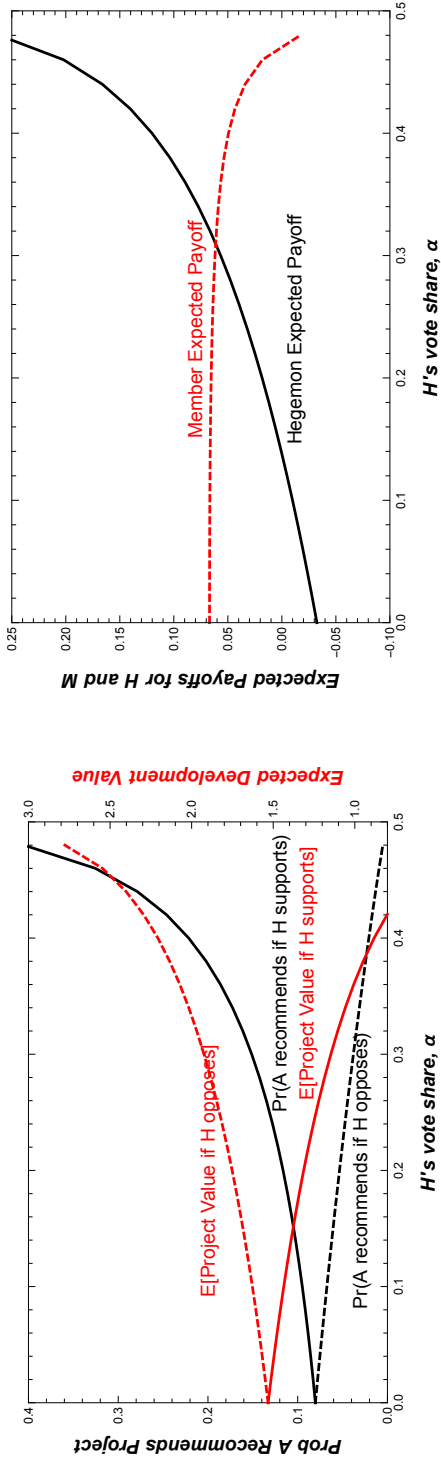 Prob A Recommends Project
0.4
0.3
0.2
0.1
0.0
0.0
0.1
0.2
0.3
0.4
0.5
H's vote share, α
3.0
2.5
2.0
1.5
1.0
Expected Development Value
E[Project Value if H opposes]
Pr(A recommends if H supports)
E[Project Value if H supports]
Pr(A recommends if H opposes)
Expected Payoffs for H and M
0.25
0.20
0.15
0.10
0.05
0.00
-0.05
-0.10
0.0
0.1
0.2
0.3
0.4
0.5
H's vote share, α
Member Expected Payoff
Hegemon Expected Payoff